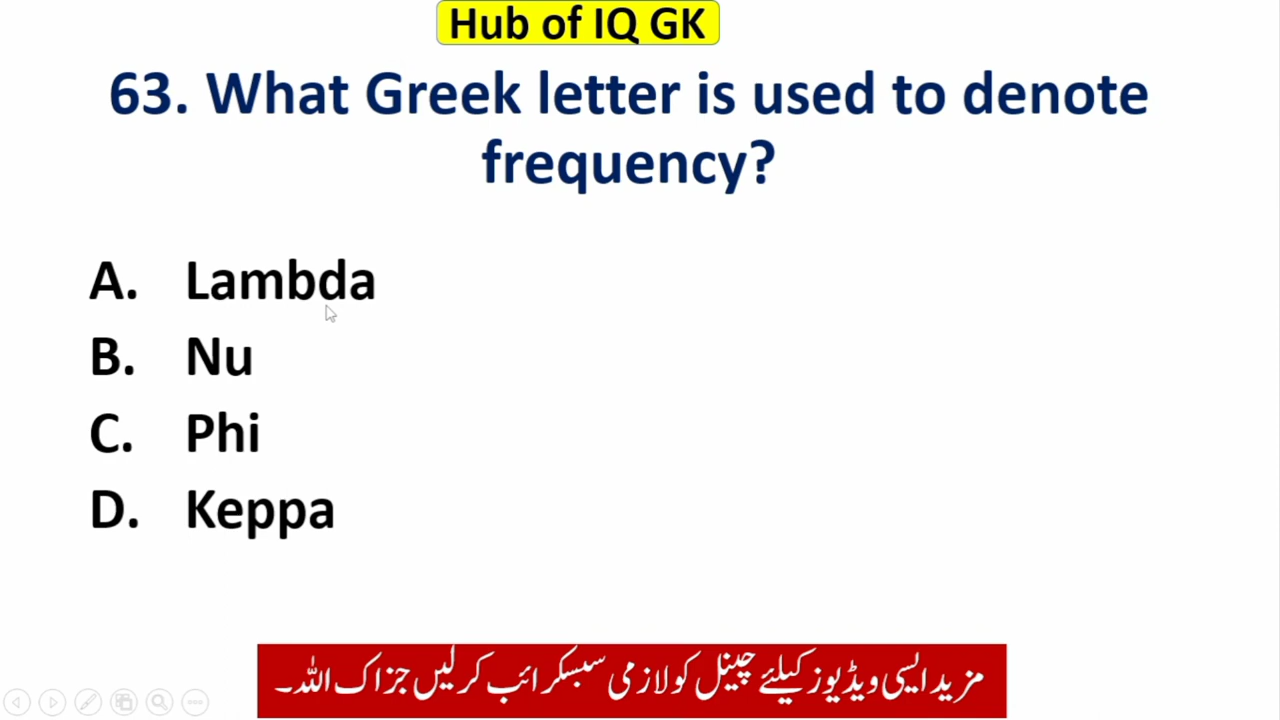 Hub of IQ GK
63. What Greek letter is used to denote
frequency?
A. Lambda
B. Nu
C. Phi
D. Keppa
مزید ایسی ویڈیوز کیلئے چینل کو لازمی سبسکرائب کر لیں جزاک اللہ۔